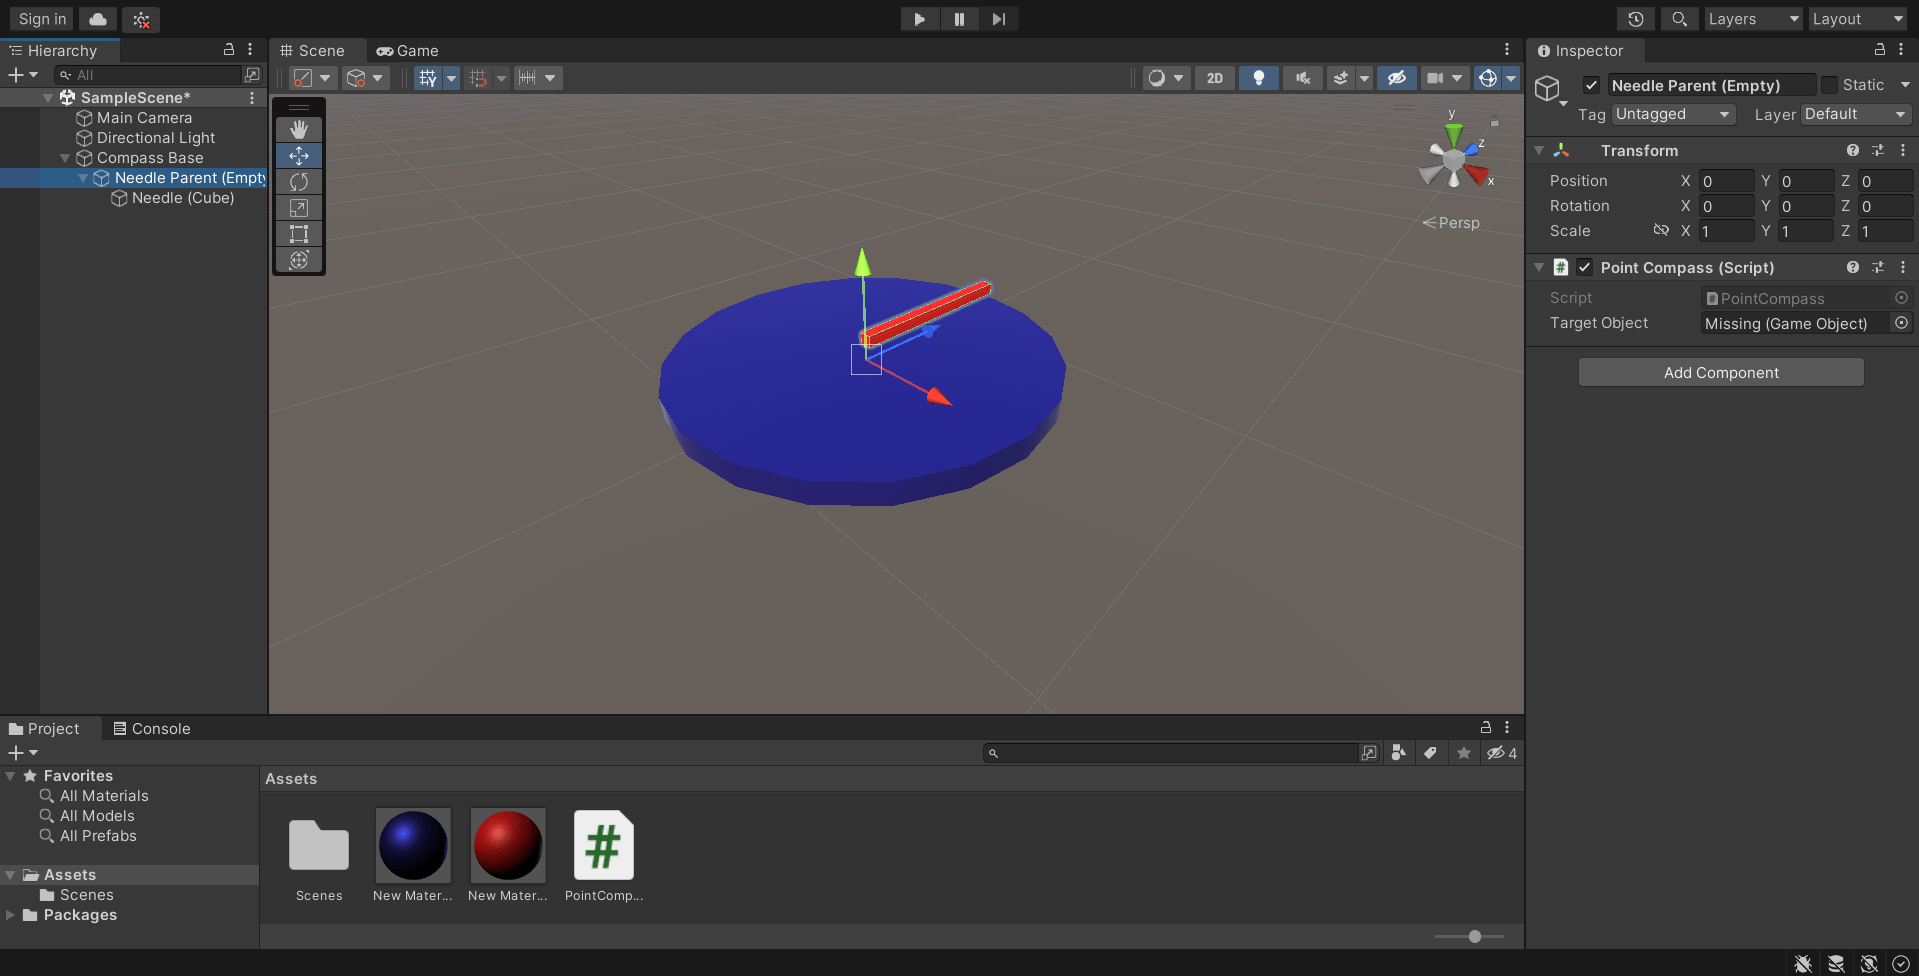 Sign in
Layers
Layout
Hierarchy
All
SampleScene*
Main Camera
Directional Light
Compass Base
Needle Parent (Empty
Needle (Cube)
Scene
Game
2D
y
z
x
Persp
Inspector
Needle Parent (Empty)
Static
Tag
Untagged
Layer
Default
Transform
Position X 0 Y 0 Z 0
Rotation X 0 Y 0 Z 0
Scale X 1 Y 1 Z 1
# Point Compass (Script)
Script
PointCompass
Target Object
Missing (Game Object)
Add Component
Project
Console
4
Favorites
All Materials
All Models
All Prefabs
Assets
Scenes
Packages
Assets
#
Scenes
New Mater...
New Mater...
PointComp...